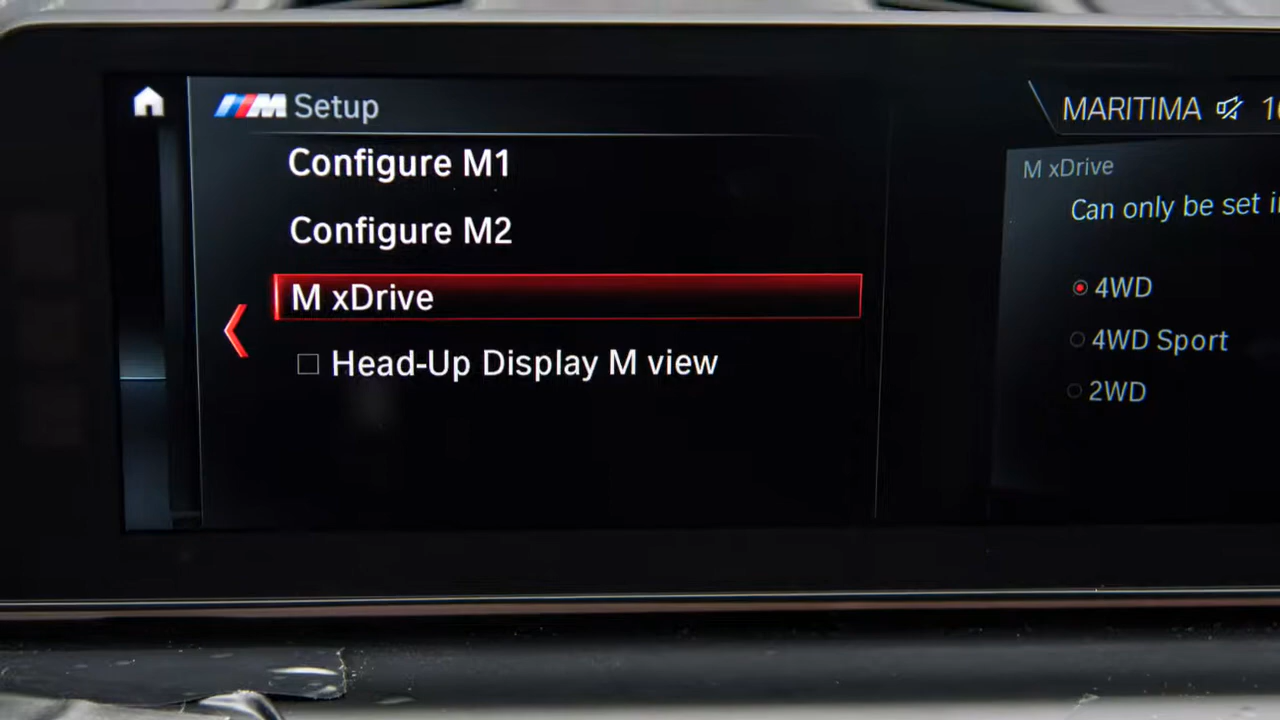 M Setup
MARITIMA
Configure M1
Configure M2
M xDrive
Head-Up Display M view
M xDrive
Can only be set
4WD
4WD Sport
2WD